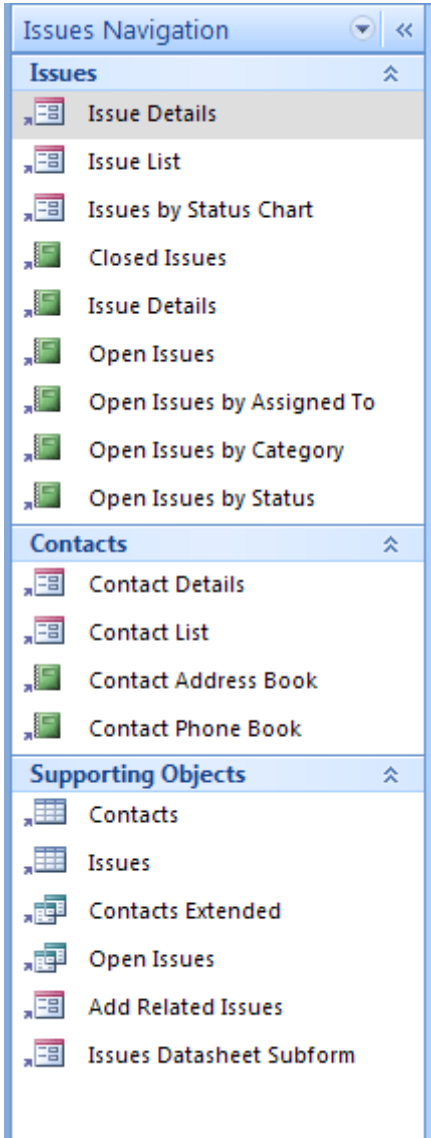 Issues Navigation
Issues
Issue Details
Issue List
Issues by Status Chart
Closed Issues
Issue Details
Open Issues
Open Issues by Assigned To
Open Issues by Category
Open Issues by Status
Contacts
Contact Details
Contact List
Contact Address Book
Contact Phone Book
Supporting Objects
Contacts
Issues
Contacts Extended
Open Issues
Add Related Issues
Issues Datasheet Subform